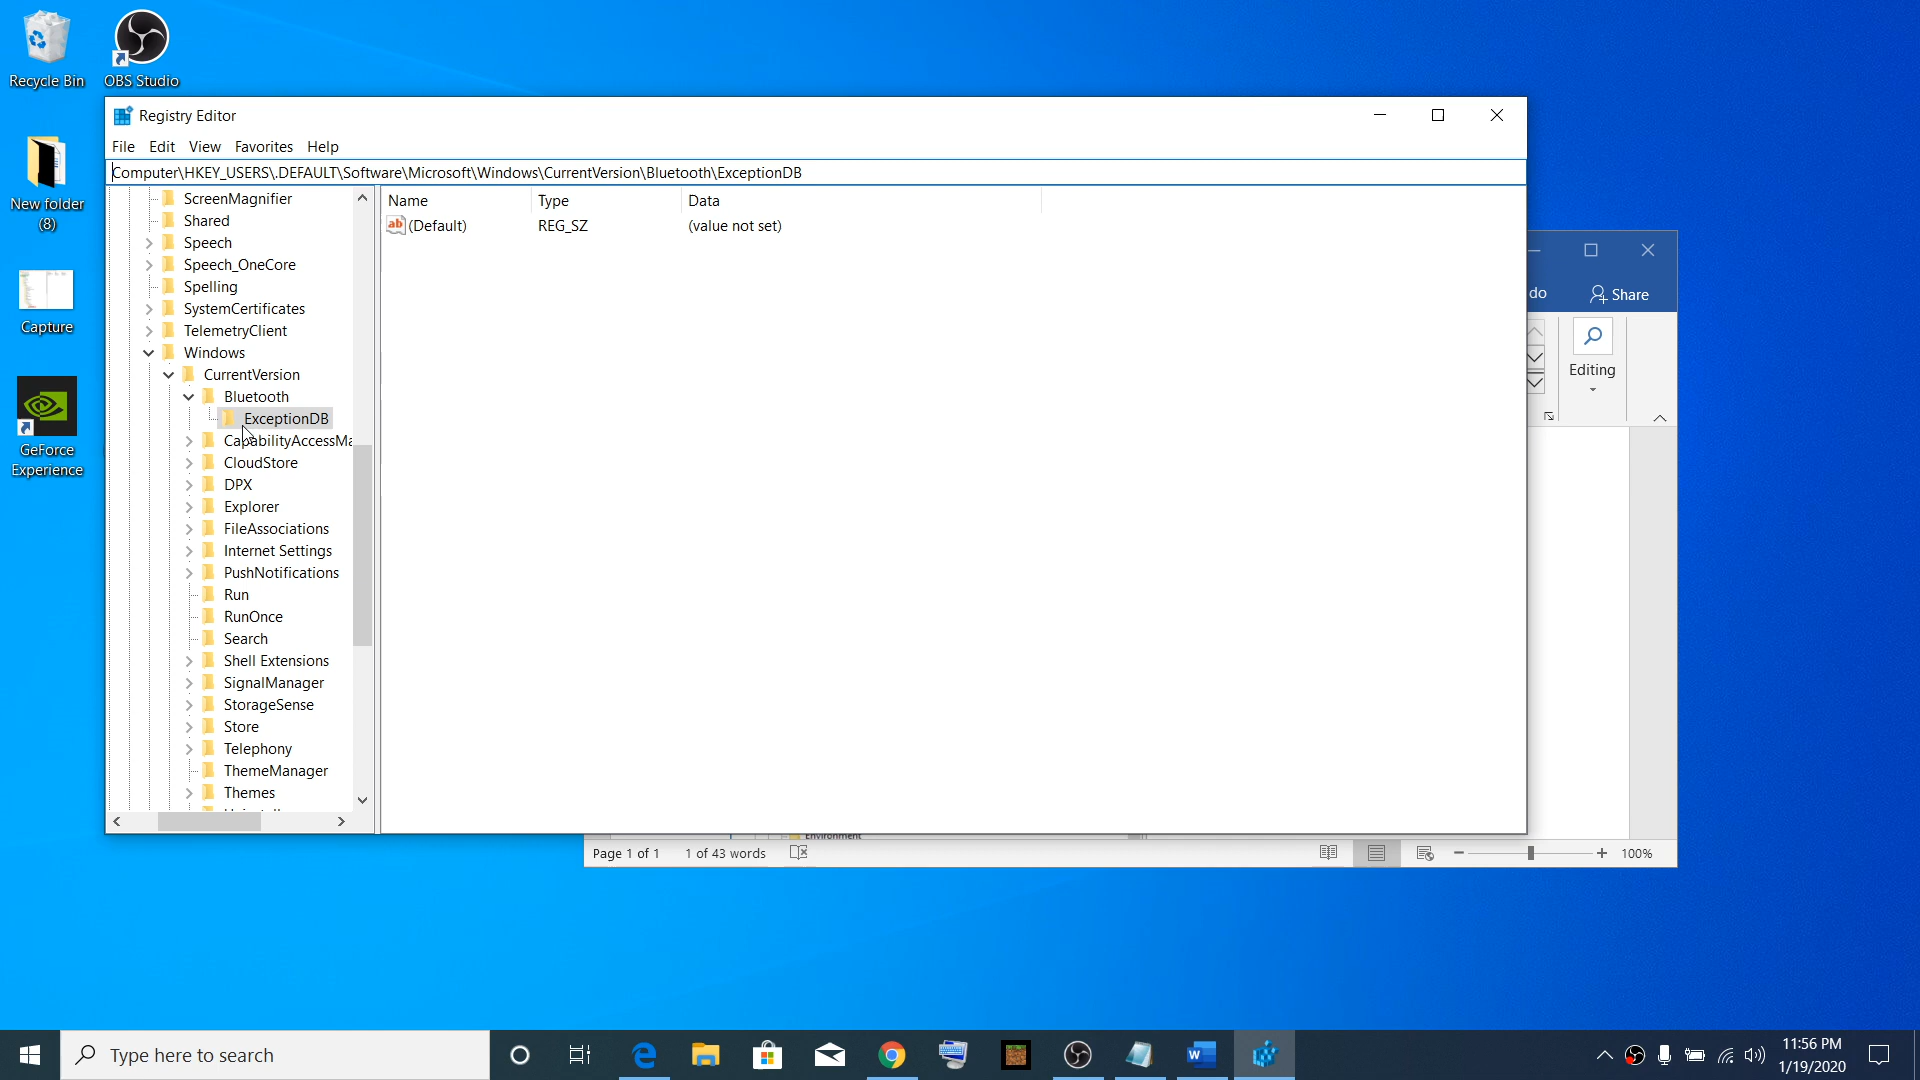 Recycle Bin
OBS Studio
New folder
(8)
Capture
GeForce
Experience
Registry Editor
File Edit View Favorites Help
Computer\HKEY_USERS\.DEFAULT\Software\Microsoft\Windows\CurrentVersion\Bluetooth\ExceptionDB
ScreenMagnifier
Shared
Speech
Speech_OneCore
Spelling
SystemCertificates
TelemetryClient
Windows
CurrentVersion
Bluetooth
ExceptionDB
CapabilityAccessMa
CloudStore
DPX
Explorer
FileAssociations
Internet Settings
PushNotifications
Run
RunOnce
Search
Shell Extensions
SignalManager
StorageSense
Store
Telephony
ThemeManager
Themes
Name Type Data
ab (Default) REG_SZ (value not set)
do Share
Editing
Environment
Page 1 of 1 1 of 43 words 100%
Type here to search
11:56 PM
1/19/2020